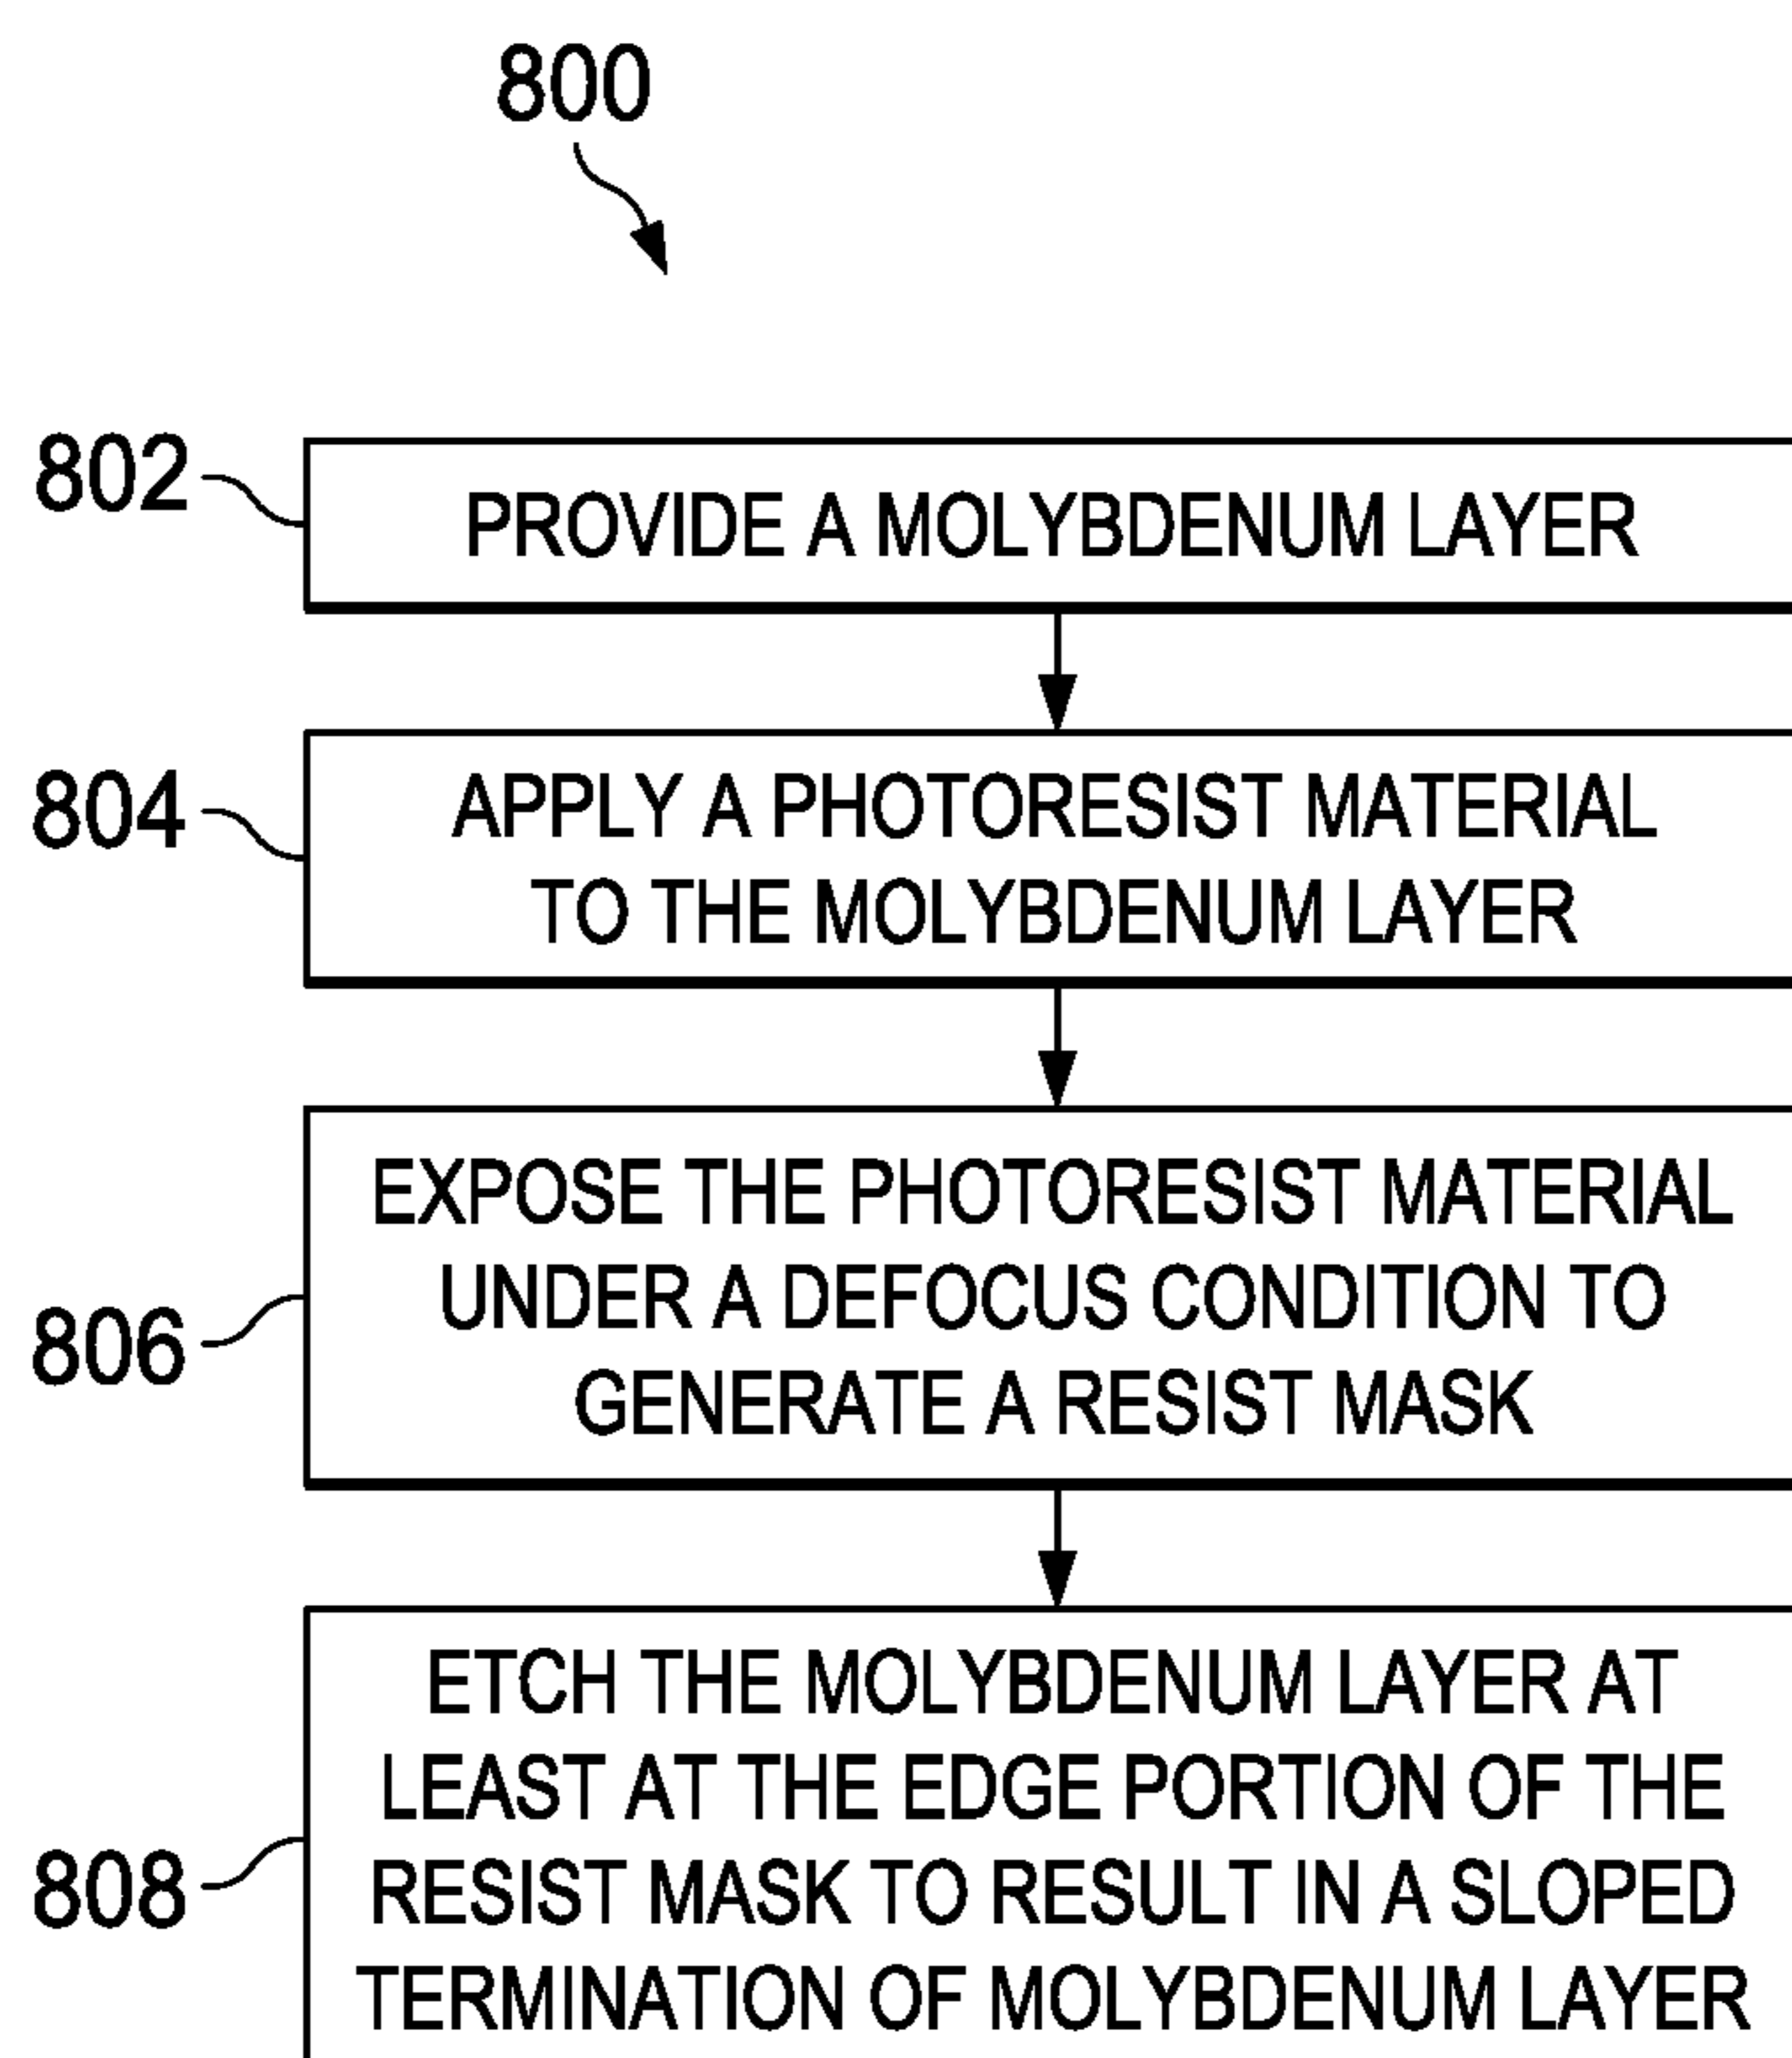 800
802
PROVIDE A MOLYBDENUM LAYER
804
APPLY A PHOTORESIST MATERIAL
TO THE MOLYBDENUM LAYER
806
EXPOSE THE PHOTORESIST MATERIAL
UNDER A DEFOCUS CONDITION TO
GENERATE A RESIST MASK
808
ETCH THE MOLYBDENUM LAYER AT
LEAST AT THE EDGE PORTION OF THE
RESIST MASK TO RESULT IN A SLOPED
TERMINATION OF MOLYBDENUM LAYER